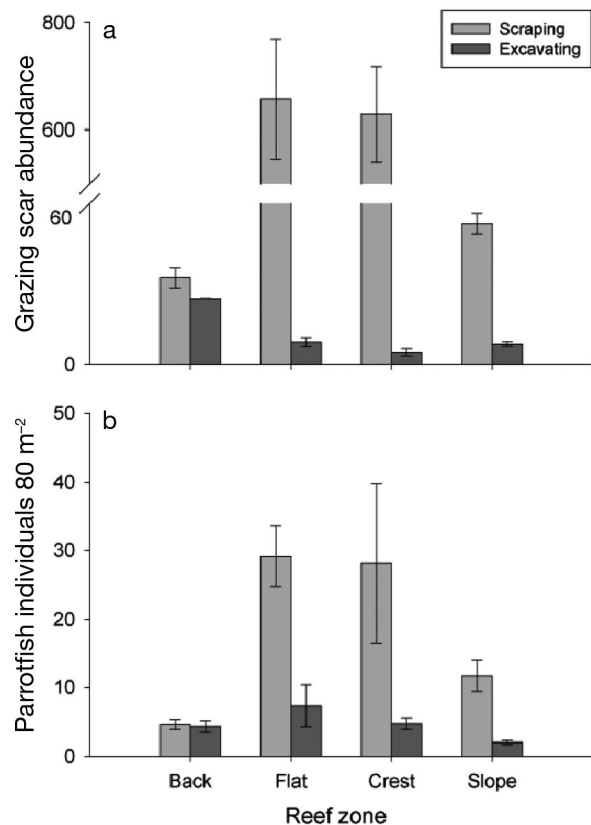 a
Scraping
Excavating
Grazing scar abundance
800
600
60
0
b
Parrotfish individuals 80 m⁻²
50
40
30
20
10
0
Back Flat Crest Slope
Reef zone